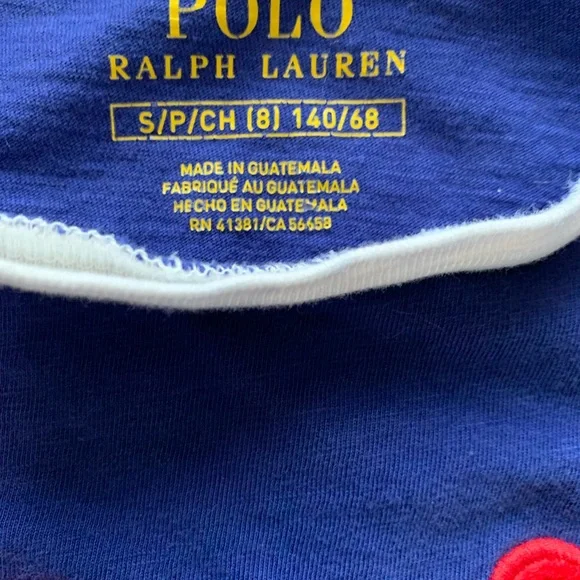 POLO
RALPH LAUREN
S/P/CH (8) 140/68
MADE IN GUATEMALA
FABRIQUÉ AU GUATEMALA
HECHO EN GUATEMALA
RN 41381/CA 56458